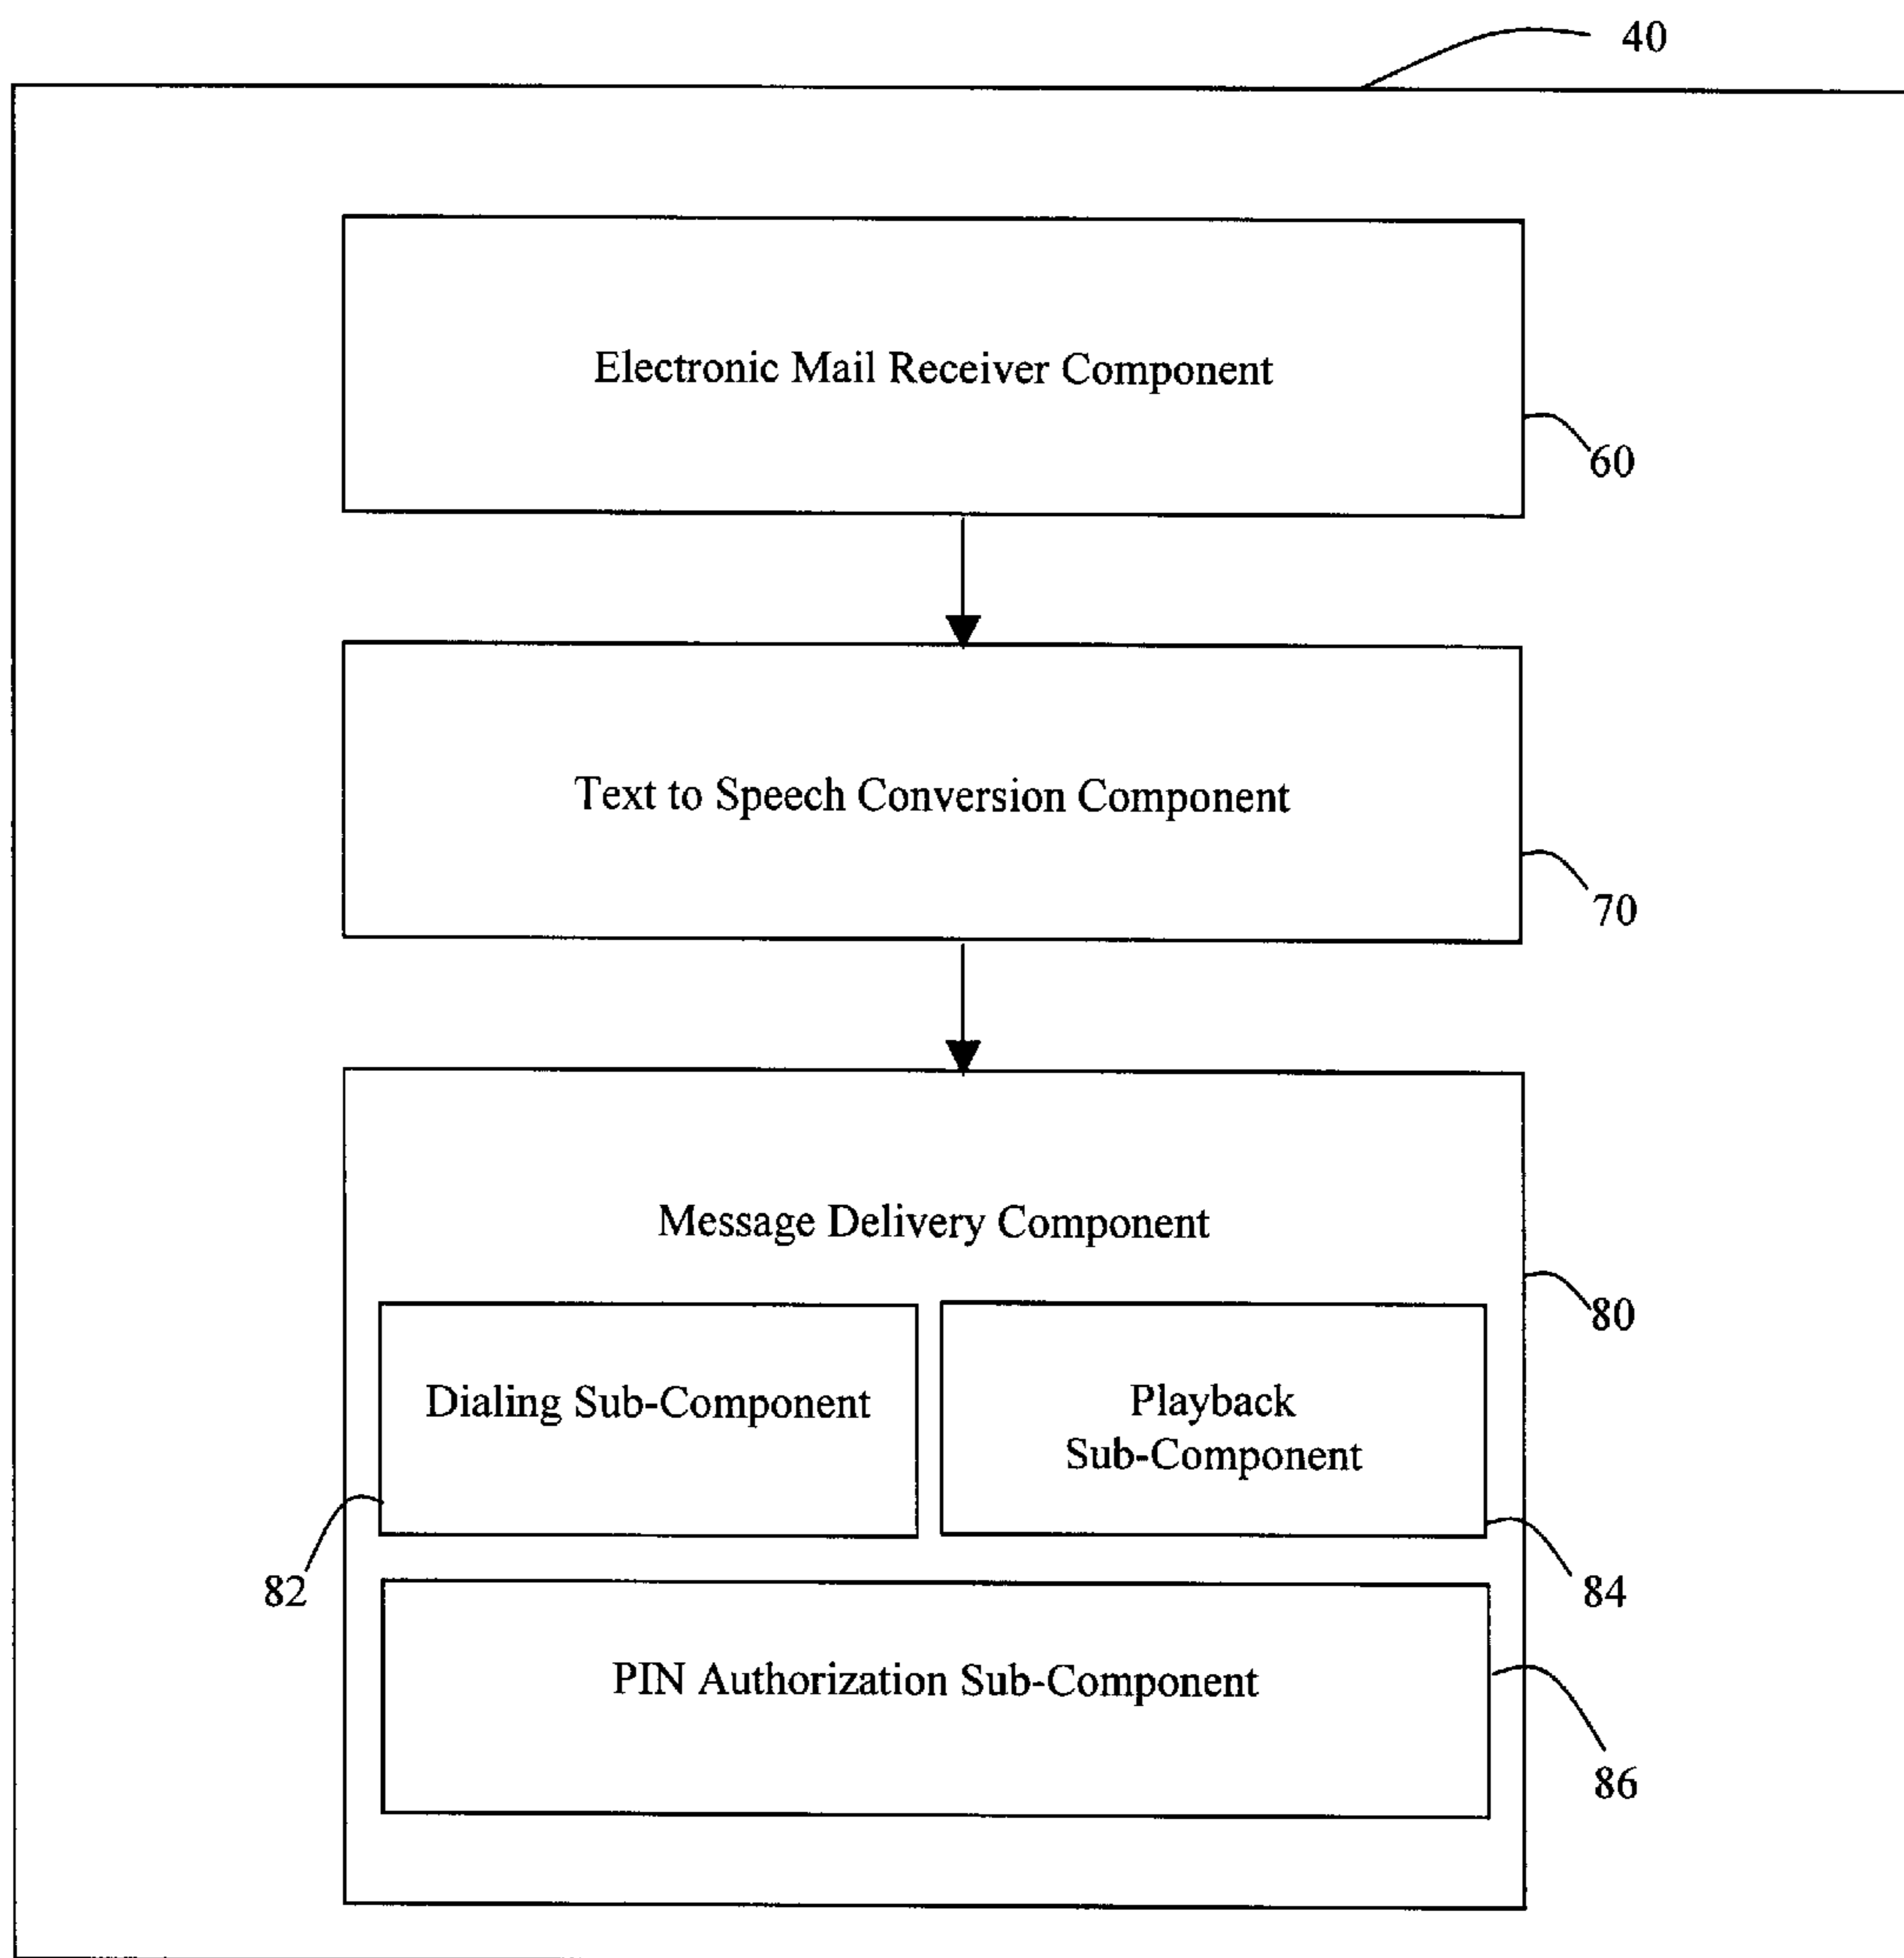 40
Electronic Mail Receiver Component
60
Text to Speech Conversion Component
70
Message Delivery Component
80
Dialing Sub-Component
Playback
Sub-Component
82
84
PIN Authorization Sub-Component
86